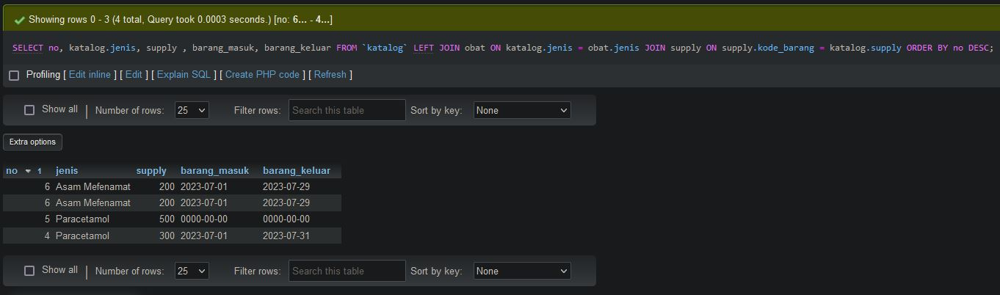 Showing rows 0 - 3 (4 total, Query took 0.0003 seconds.) [no: 6... - 4...]
SELECT no, katalog.jenis, supply , barang_masuk, barang_keluar FROM `katalog` LEFT JOIN obat ON katalog.jenis = obat.jenis JOIN supply ON supply.kode_barang = katalog.supply ORDER BY no DESC;
Profiling [ Edit inline ] [ Edit ] [ Explain SQL ] [ Create PHP code ] [ Refresh ]
Show all | Number of rows: 25 Filter rows: Search this table Sort by key: None
Extra options
no 1 jenis supply barang_masuk barang_keluar
6 Asam Mefenamat 200 2023-07-01 2023-07-29
6 Asam Mefenamat 200 2023-07-01 2023-07-29
5 Paracetamol 500 0000-00-00 0000-00-00
4 Paracetamol 300 2023-07-01 2023-07-31
Show all | Number of rows: 25 Filter rows: Search this table Sort by key: None